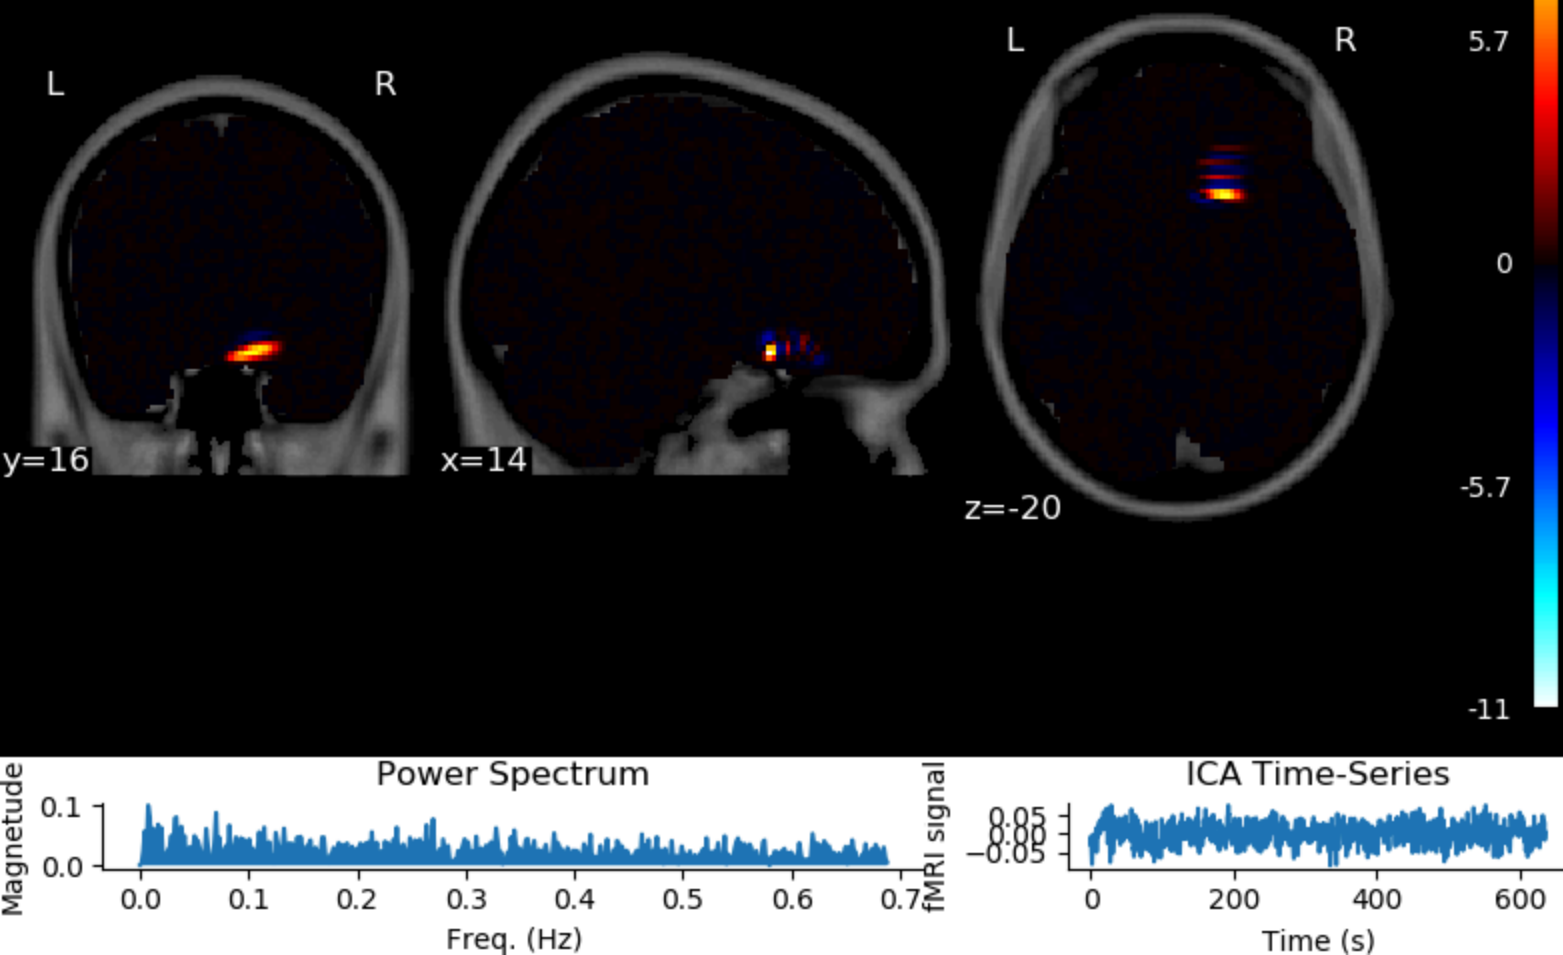 L R
L R
5.7
0
-5.7
-11
y=16
x=14
z=-20
Power Spectrum
Magnetude
0.1
0.0
0.0 0.1 0.2 0.3 0.4 0.5 0.6 0.7
Freq. (Hz)
ICA Time-Series
fMRI signal
0.05
0.00
−0.05
0 200 400 600
Time (s)